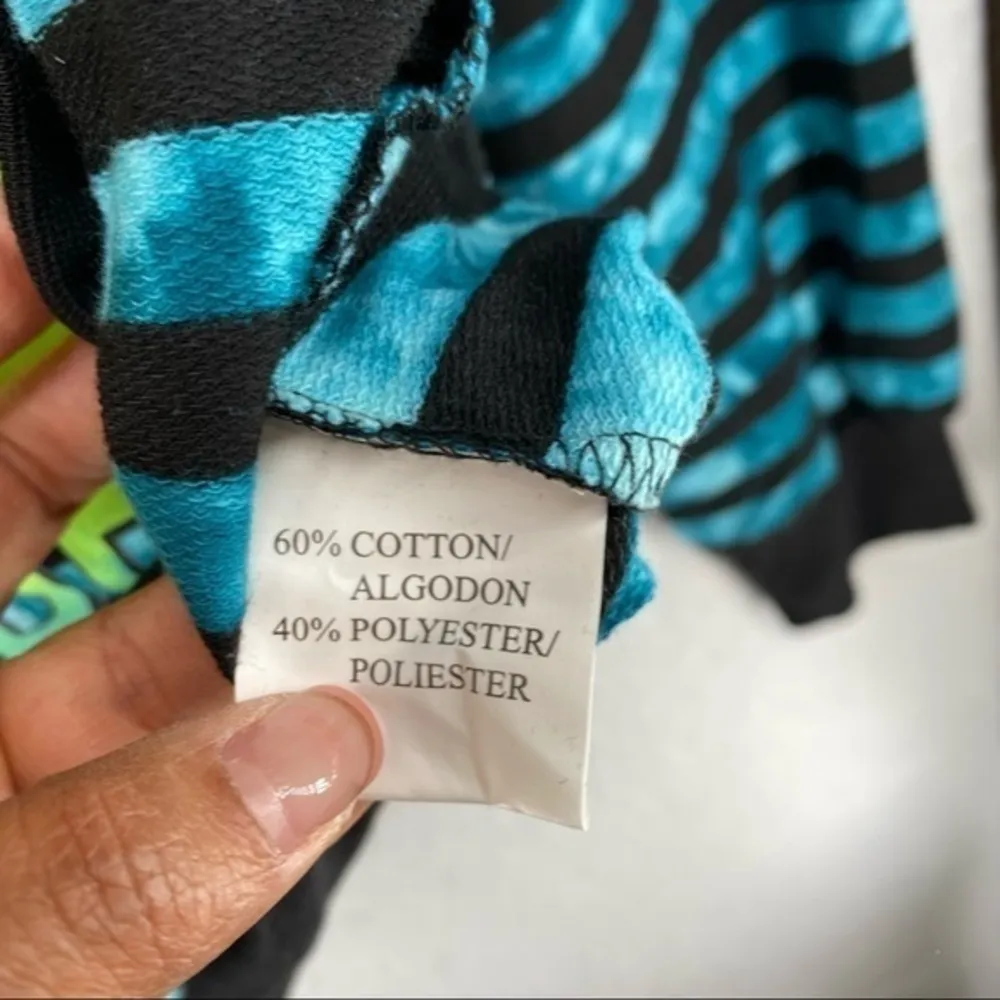 60% COTTON/
ALGODON
40% POLYESTER/
POLIESTER